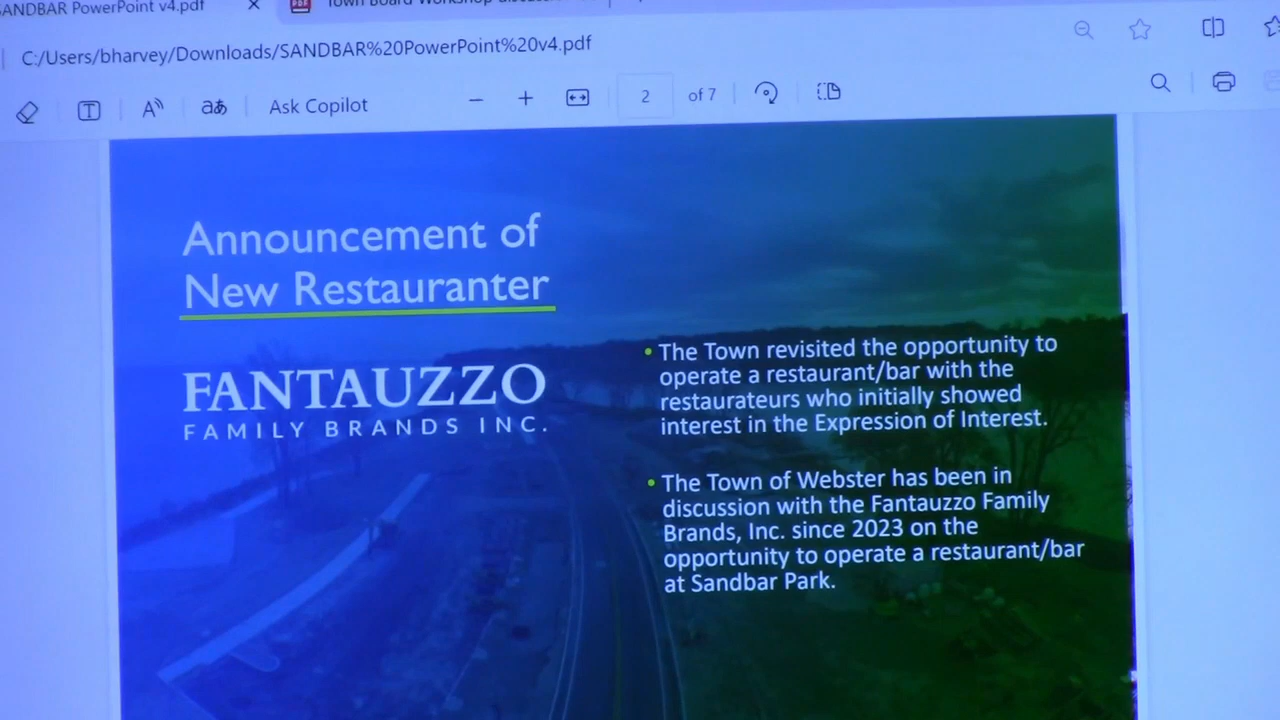 SANDBAR PowerPoint v4.pdf
Town Board Workshop
C:/Users/bharvey/Downloads/SANDBAR%20PowerPoint%20v4.pdf
Ask Copilot
2 of 7
Announcement of
New Restauranter
FANTAUZZO
FAMILY BRANDS INC.
• The Town revisited the opportunity to
operate a restaurant/bar with the
restaurateurs who initially showed
interest in the Expression of Interest.
• The Town of Webster has been in
discussion with the Fantauzzo Family
Brands, Inc. since 2023 on the
opportunity to operate a restaurant/bar
at Sandbar Park.